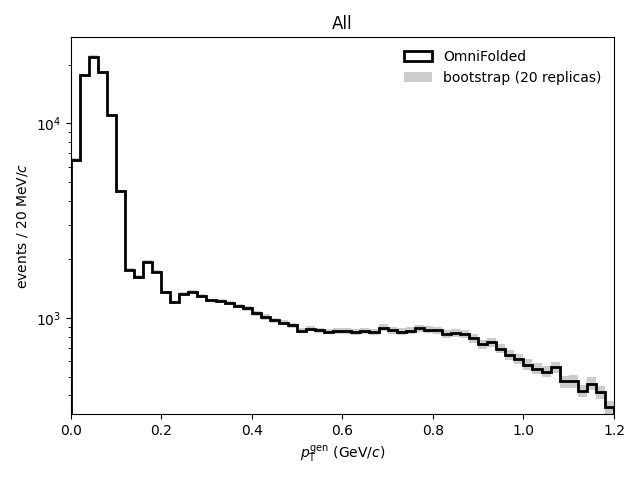 All
OmniFolded
bootstrap (20 replicas)
events / 20 MeV/c
10⁴
10³
0.0 0.2 0.4 0.6 0.8 1.0 1.2
p_T^gen (GeV/c)